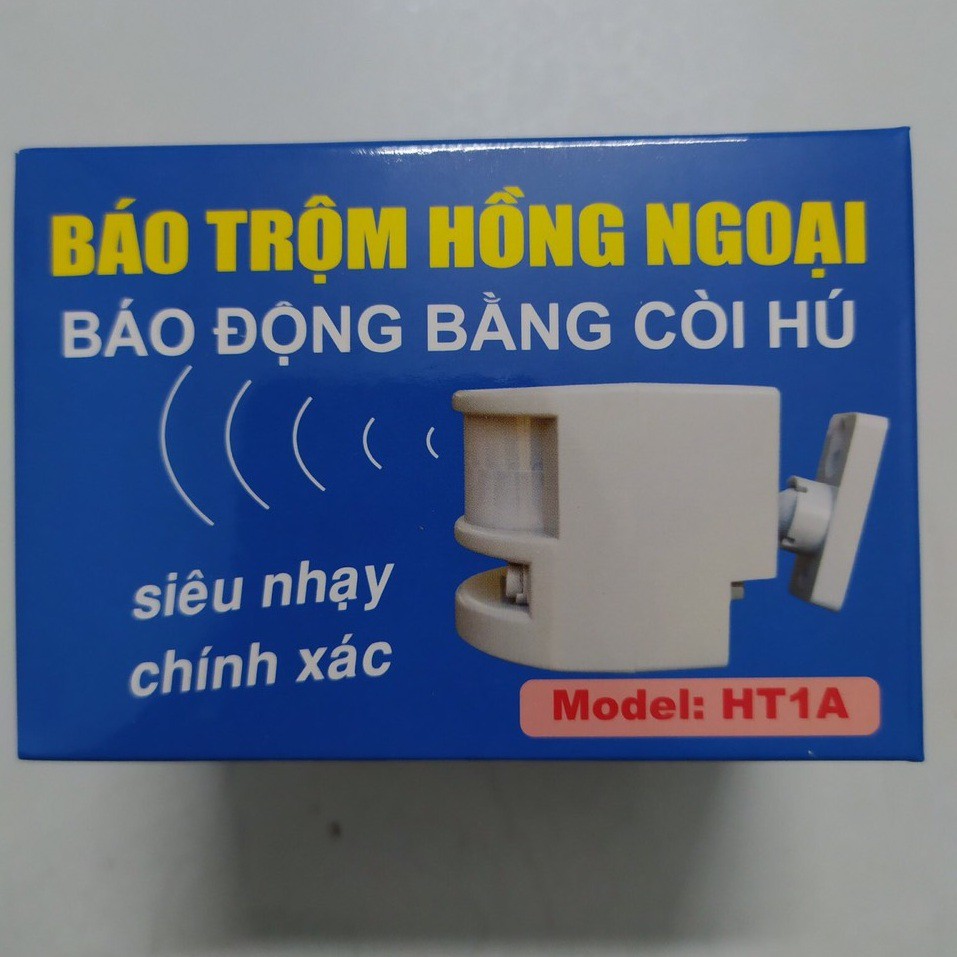 BÁO TRỘM HỒNG NGOẠI
BÁO ĐỘNG BẰNG CÒI HÚ
siêu nhạy
chính xác
Model: HT1A